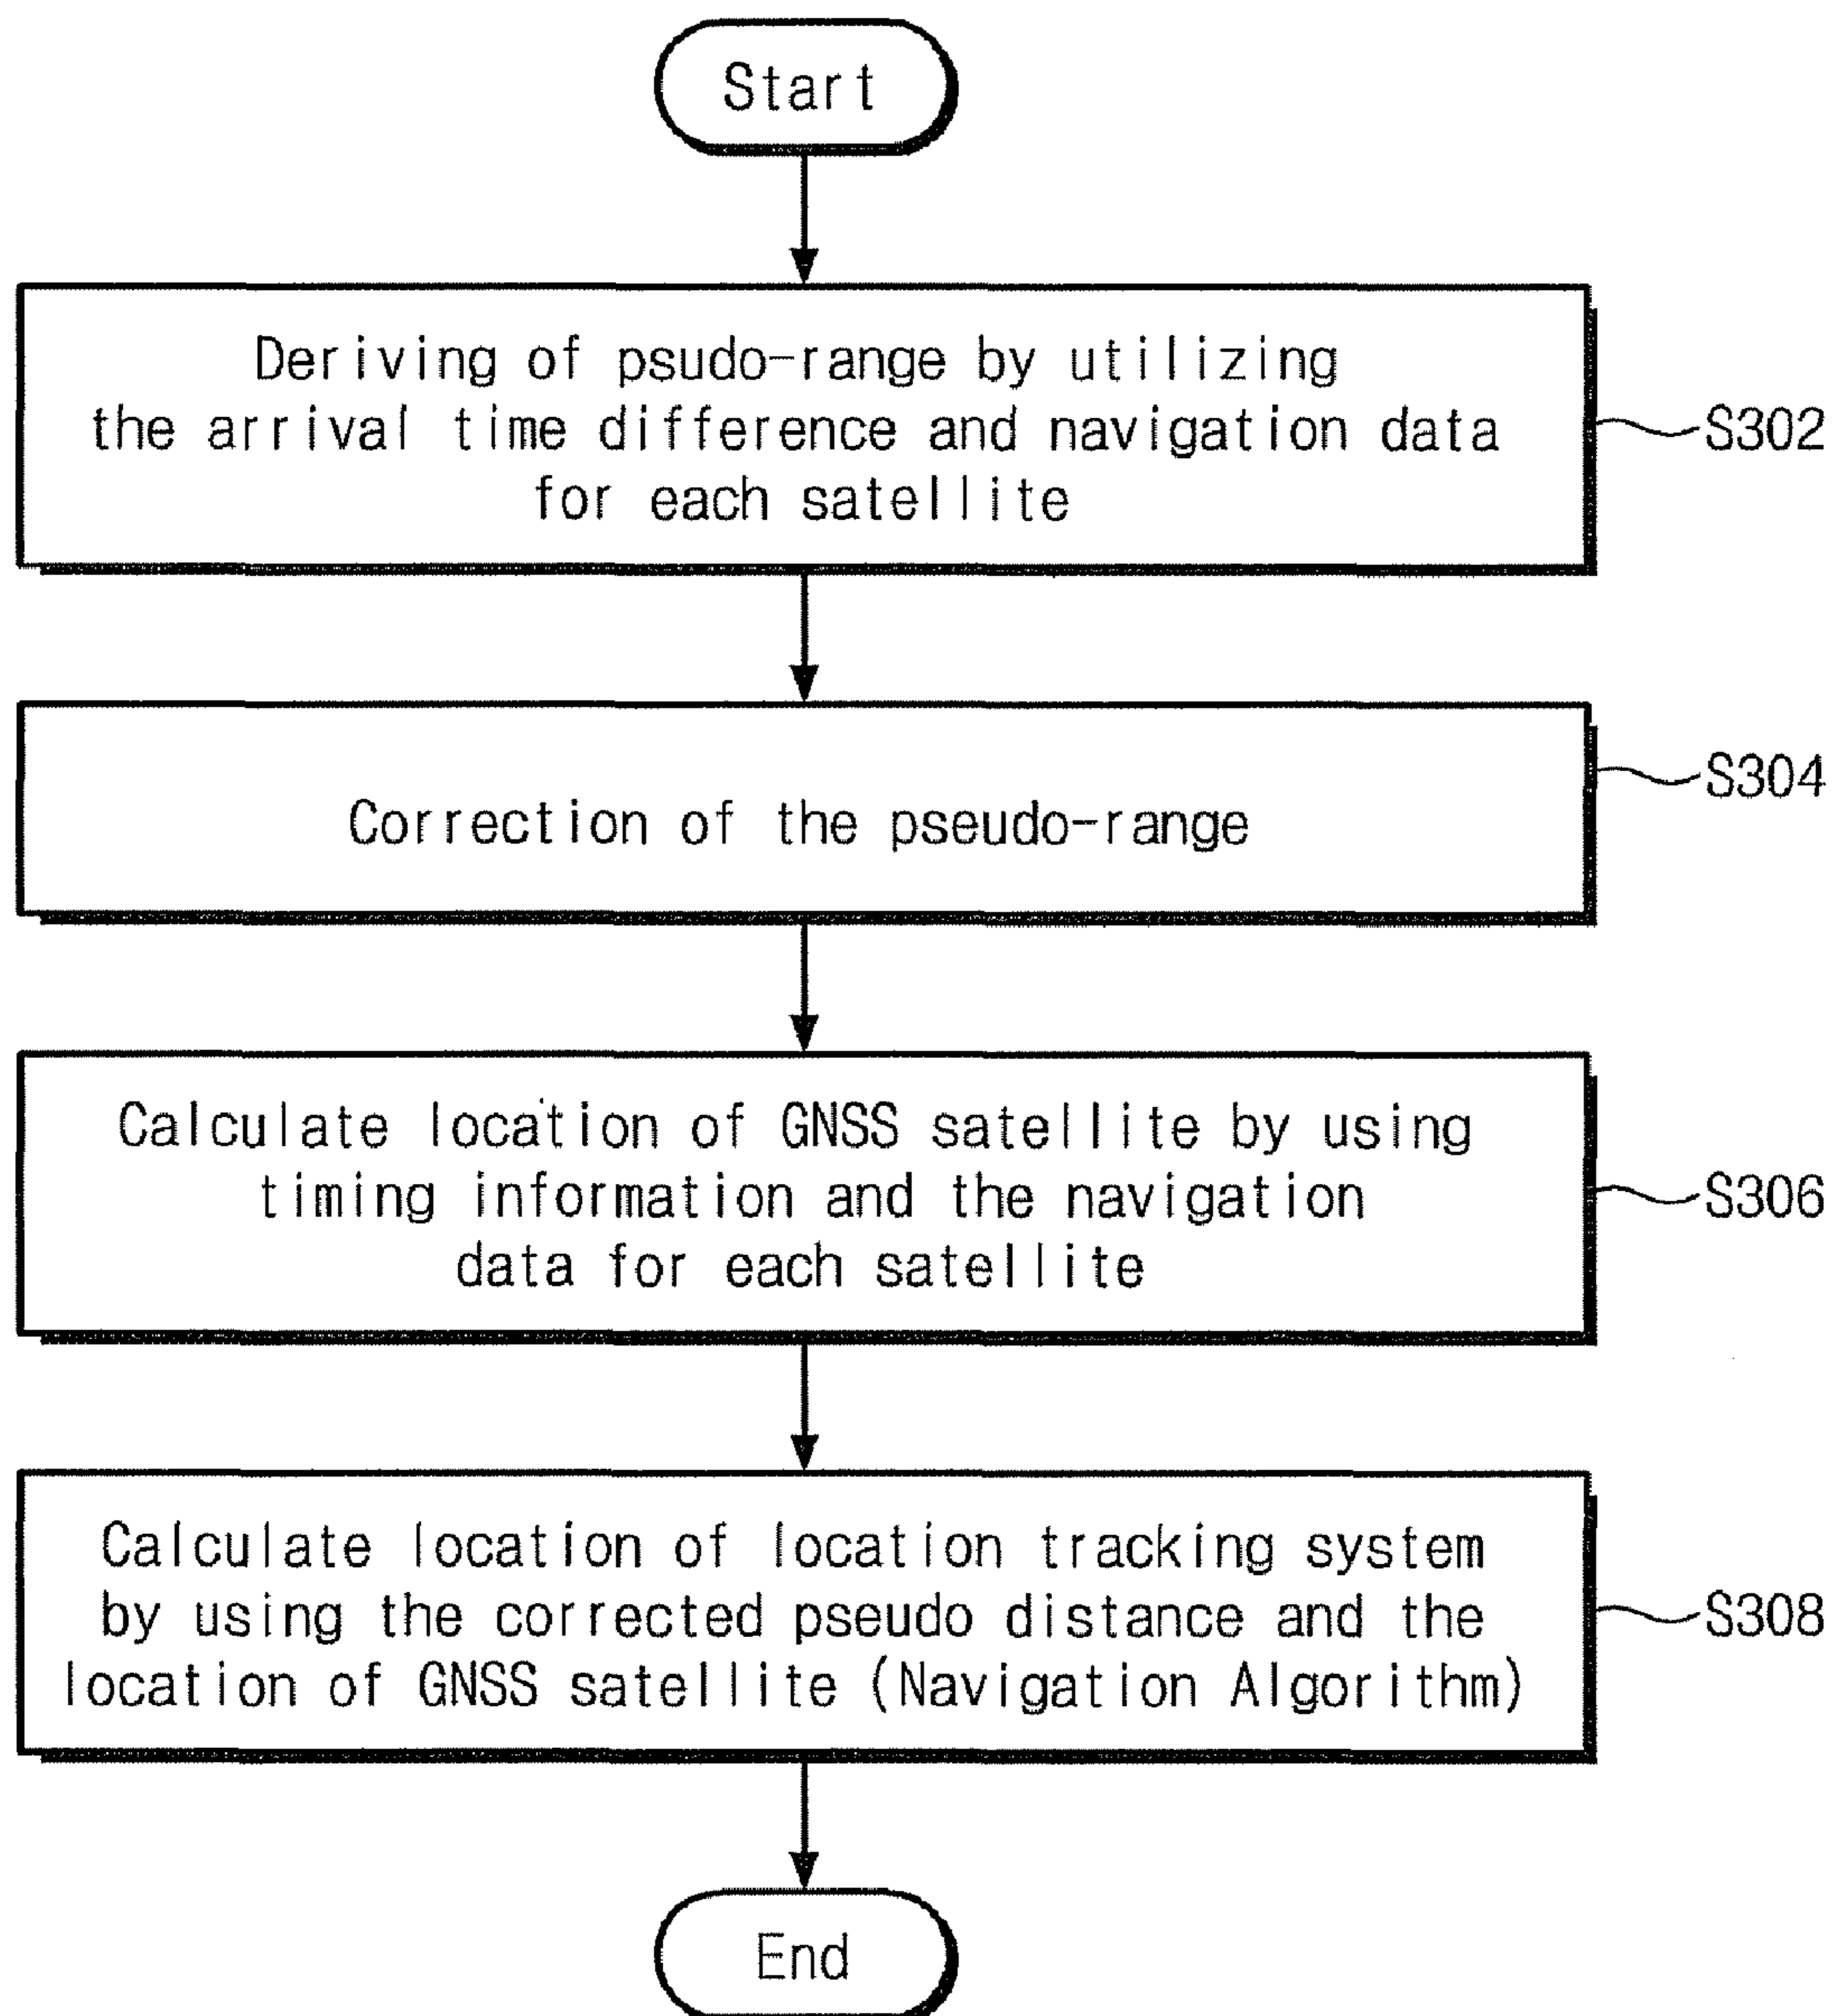 Start
Deriving of psudo-range by utilizing
the arrival time difference and navigation data
for each satellite
S302
Correction of the pseudo-range
S304
Calculate location of GNSS satellite by using
timing information and the navigation
data for each satellite
S306
Calculate location of location tracking system
by using the corrected pseudo distance and the
location of GNSS satellite (Navigation Algorithm)
S308
End